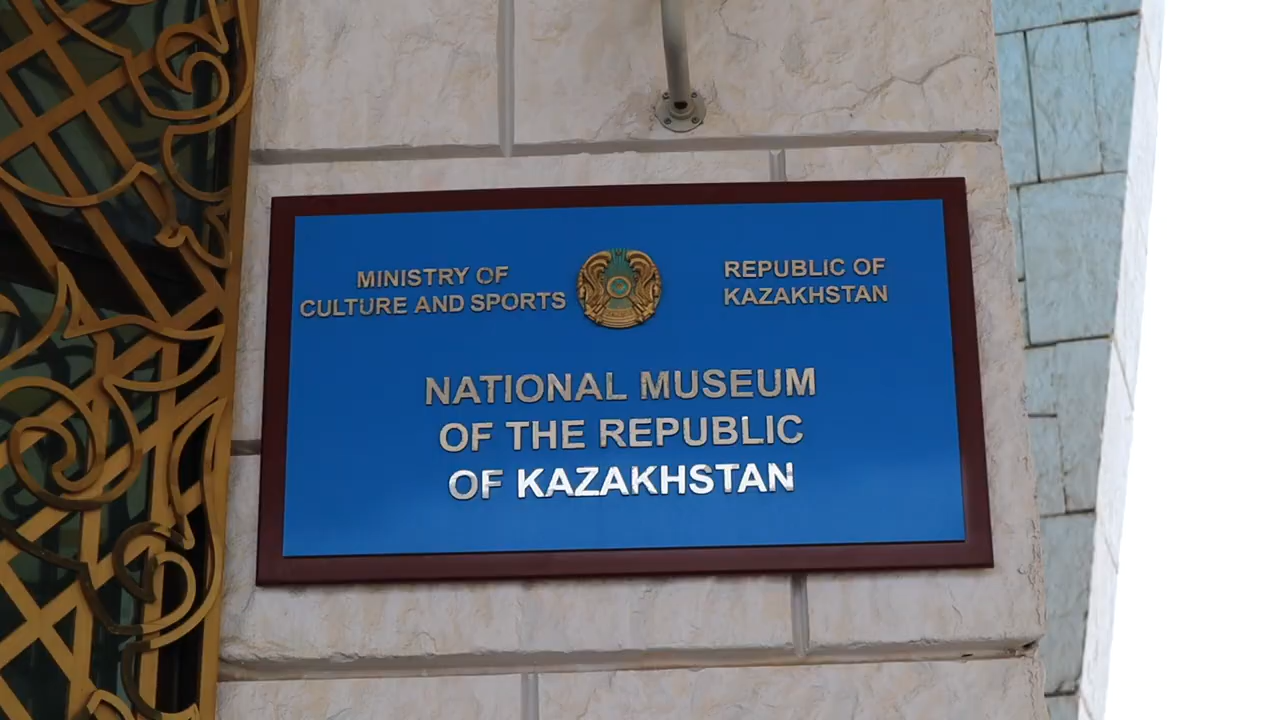 MINISTRY OF
CULTURE AND SPORTS
REPUBLIC OF
KAZAKHSTAN
NATIONAL MUSEUM
OF THE REPUBLIC
OF KAZAKHSTAN